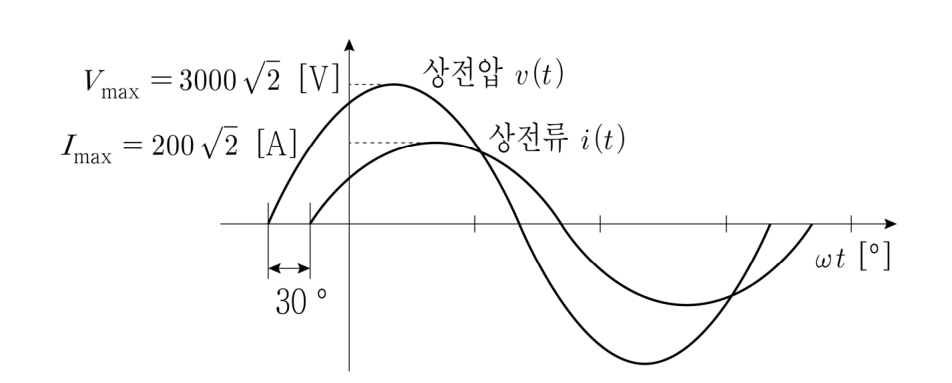 V_max = 3000√2 [V]
상전압 v(t)
I_max = 200√2 [A]
상전류 i(t)
ωt [°]
30°